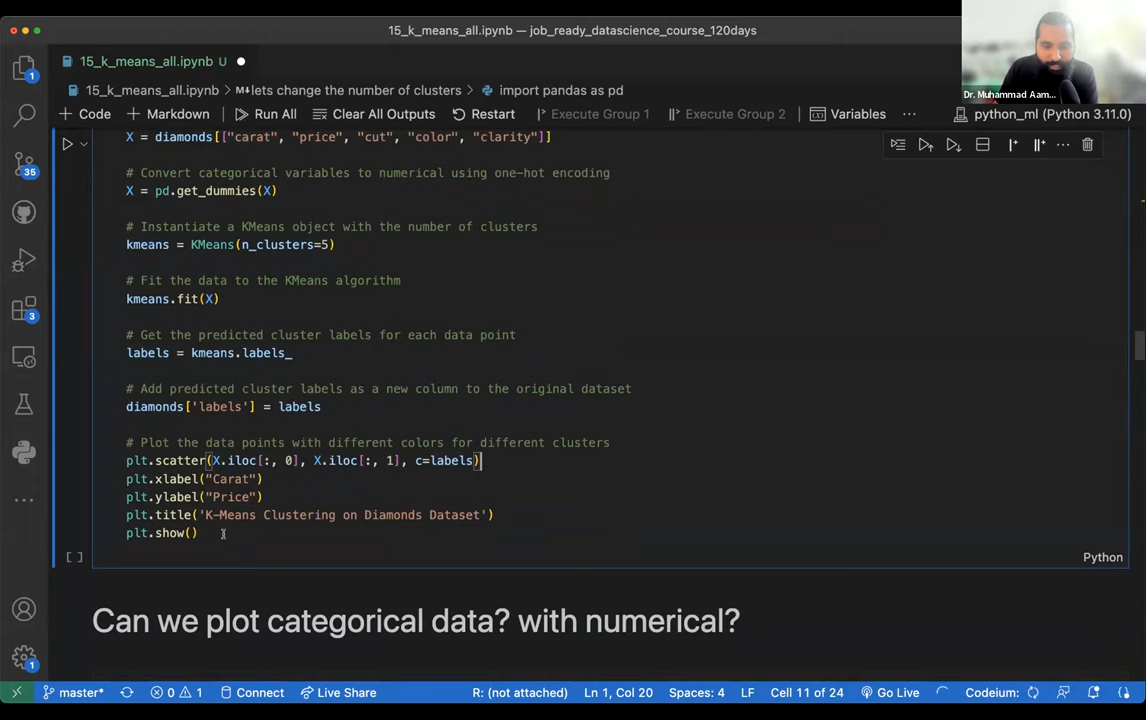 15_k_means_all.ipynb — job_ready_datascience_course_120days
15_k_means_all.ipynb U
15_k_means_all.ipynb > M↓lets change the number of clusters > import pandas as pd
Dr. Muhammad Aam...
+ Code + Markdown Run All Clear All Outputs Restart Execute Group 1 Execute Group 2 Variables ... python_ml (Python 3.11.0)
X = diamonds[["carat", "price", "cut", "color", "clarity"]]
# Convert categorical variables to numerical using one-hot encoding
X = pd.get_dummies(X)
# Instantiate a KMeans object with the number of clusters
kmeans = KMeans(n_clusters=5)
# Fit the data to the KMeans algorithm
kmeans.fit(X)
# Get the predicted cluster labels for each data point
labels = kmeans.labels_
# Add predicted cluster labels as a new column to the original dataset
diamonds['labels'] = labels
# Plot the data points with different colors for different clusters
plt.scatter(X.iloc[:, 0], X.iloc[:, 1], c=labels)
plt.xlabel("Carat")
plt.ylabel("Price")
plt.title('K-Means Clustering on Diamonds Dataset')
plt.show()
[ ]
Python
Can we plot categorical data? with numerical?
1
35
3
1
master* 0 1 Connect Live Share R: (not attached) Ln 1, Col 20 Spaces: 4 LF Cell 11 of 24 Go Live Codeium: